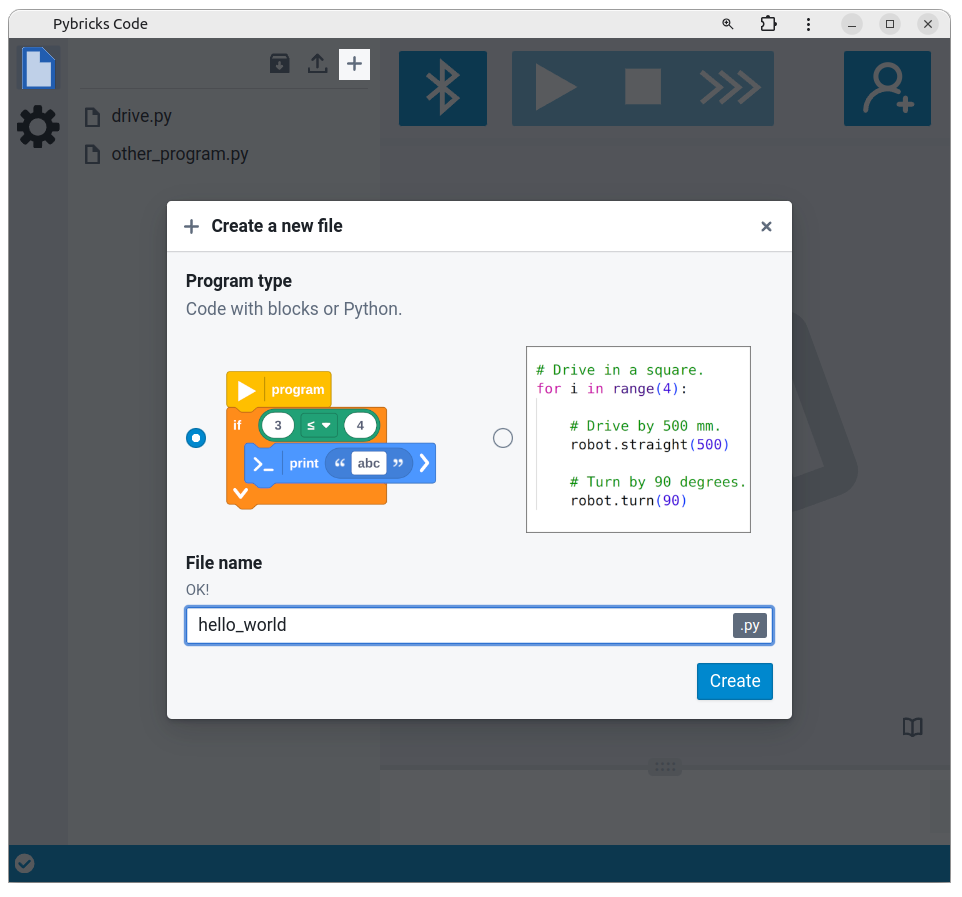 Pybricks Code
drive.py
other_program.py
Create a new file
Program type
Code with blocks or Python.
program
if 3 ≤ 4
print “ abc ”
# Drive in a square.
for i in range(4):
# Drive by 500 mm.
robot.straight(500)
# Turn by 90 degrees.
robot.turn(90)
File name
OK!
hello_world .py
Create